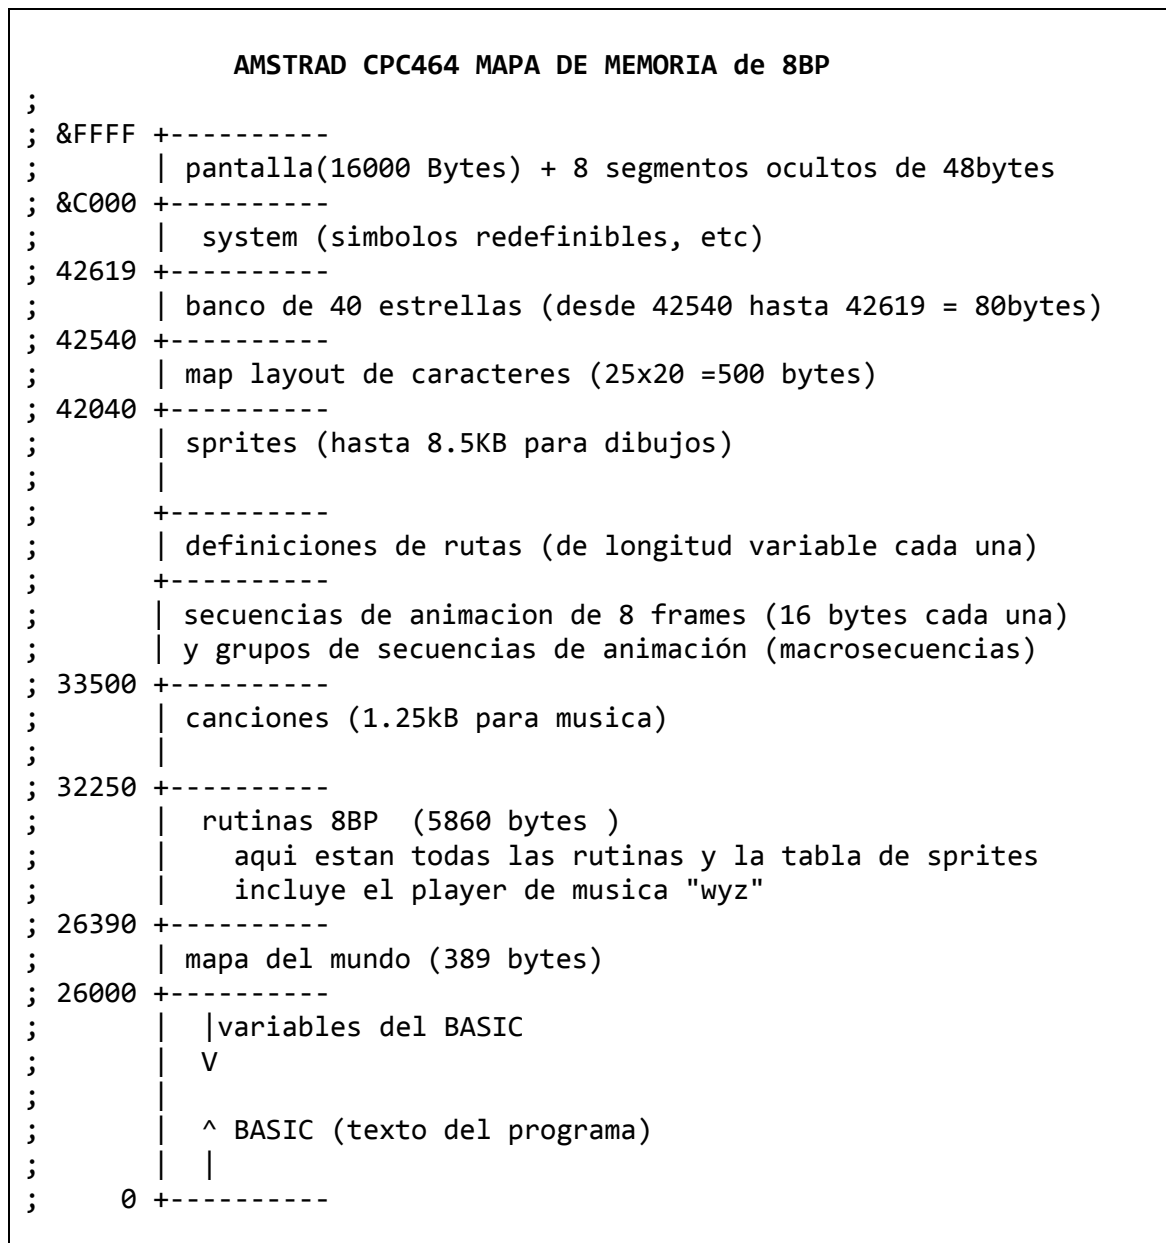 AMSTRAD CPC464 MAPA DE MEMORIA de 8BP
;
; &FFFF +----------
;       | pantalla(16000 Bytes) + 8 segmentos ocultos de 48bytes
; &C000 +----------
;       |  system (simbolos redefinibles, etc)
; 42619 +----------
;       | banco de 40 estrellas (desde 42540 hasta 42619 = 80bytes)
; 42540 +----------
;       | map layout de caracteres (25x20 =500 bytes)
; 42040 +----------
;       | sprites (hasta 8.5KB para dibujos)
;       |
;       +----------
;       | definiciones de rutas (de longitud variable cada una)
;       +----------
;       | secuencias de animacion de 8 frames (16 bytes cada una)
;       | y grupos de secuencias de animación (macrosecuencias)
; 33500 +----------
;       | canciones (1.25kB para musica)
;       |
; 32250 +----------
;       |  rutinas 8BP  (5860 bytes )
;       |    aqui estan todas las rutinas y la tabla de sprites
;       |    incluye el player de musica "wyz"
; 26390 +----------
;       | mapa del mundo (389 bytes)
; 26000 +----------
;       |  |variables del BASIC
;       |  V
;       |
;       |  ^ BASIC (texto del programa)
;       |  |
;     0 +----------